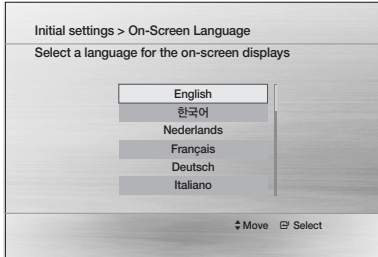 Initial settings > On-Screen Language
Select a language for the on-screen displays
English
한국어
Nederlands
Français
Deutsch
Italiano
Move Select